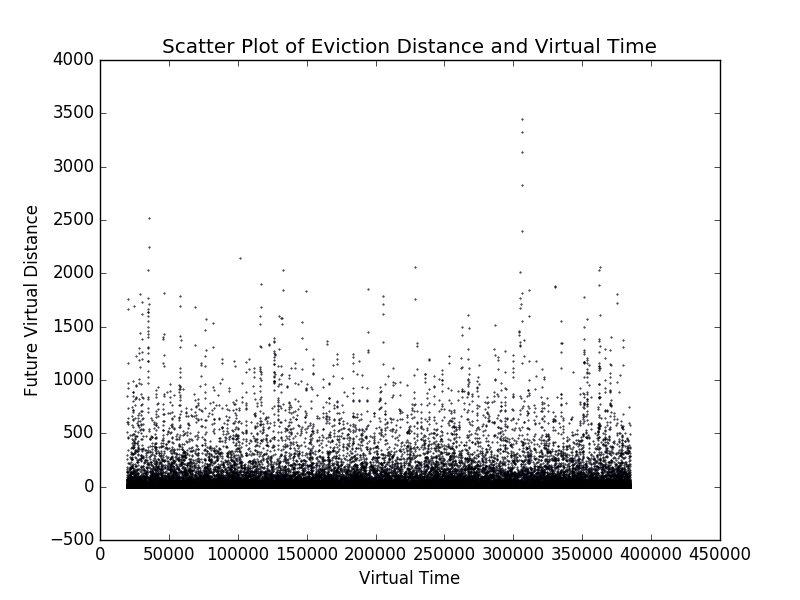 Scatter Plot of Eviction Distance and Virtual Time
4000
3500
3000
2500
2000
1500
1000
500
0
−500
Future Virtual Distance
0 50000 100000 150000 200000 250000 300000 350000 400000 450000
Virtual Time